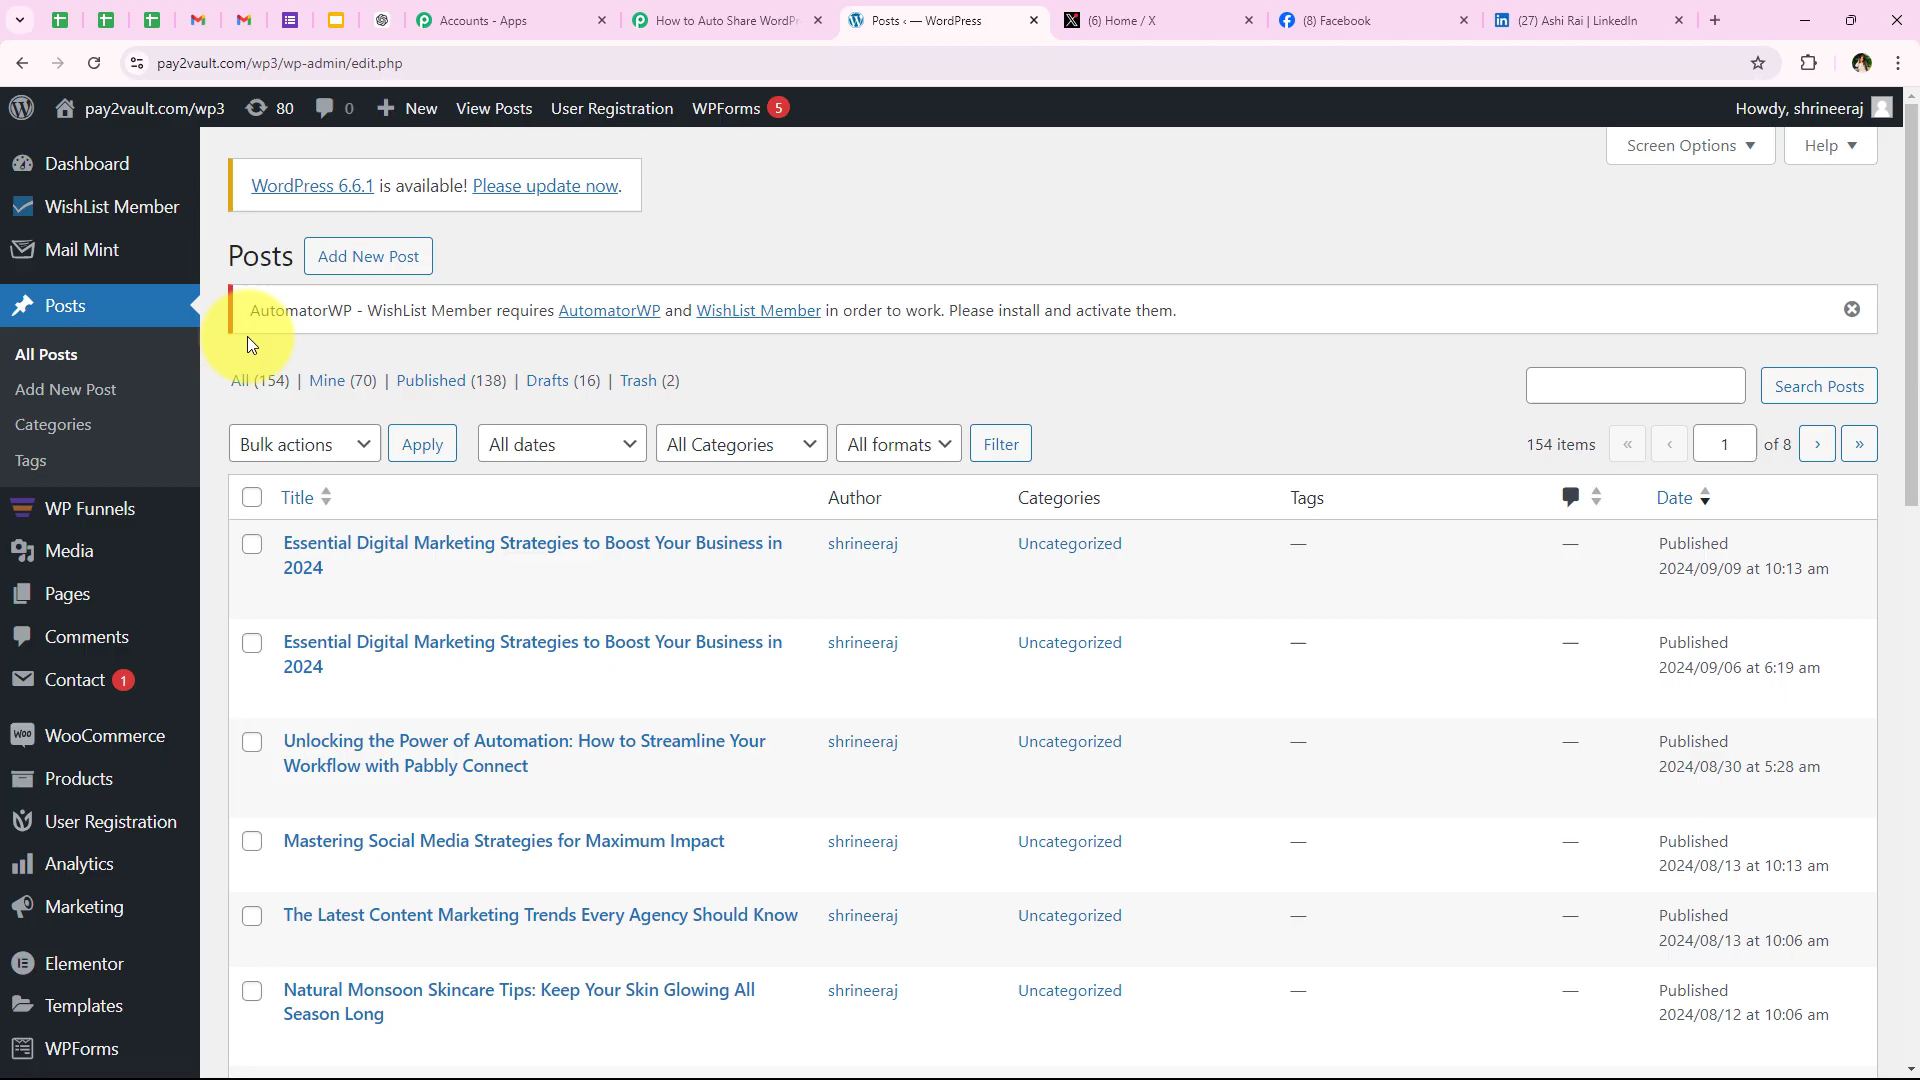 Accounts - Apps
How to Auto Share WordPr
Posts ‹ — WordPress
(6) Home / X
(8) Facebook
(27) Ashi Rai | LinkedIn
pay2vault.com/wp3/wp-admin/edit.php
pay2vault.com/wp3 80 0 New View Posts User Registration WPForms 5
Howdy, shrineeraj
Screen Options
Help
WordPress 6.6.1 is available! Please update now.
Posts
Add New Post
AutomatorWP - WishList Member requires AutomatorWP and WishList Member in order to work. Please install and activate them.
All (154) | Mine (70) | Published (138) | Drafts (16) | Trash (2)
Search Posts
Bulk actions Apply All dates All Categories All formats Filter
154 items « ‹ 1 of 8 › »
Title Author Categories Tags Date
Essential Digital Marketing Strategies to Boost Your Business in
2024
shrineeraj Uncategorized — —
Published
2024/09/09 at 10:13 am
Essential Digital Marketing Strategies to Boost Your Business in
2024
shrineeraj Uncategorized — —
Published
2024/09/06 at 6:19 am
Unlocking the Power of Automation: How to Streamline Your
Workflow with Pabbly Connect
shrineeraj Uncategorized — —
Published
2024/08/30 at 5:28 am
Mastering Social Media Strategies for Maximum Impact
shrineeraj Uncategorized — —
Published
2024/08/13 at 10:13 am
The Latest Content Marketing Trends Every Agency Should Know
shrineeraj Uncategorized — —
Published
2024/08/13 at 10:06 am
Natural Monsoon Skincare Tips: Keep Your Skin Glowing All
Season Long
shrineeraj Uncategorized — —
Published
2024/08/12 at 10:06 am
Dashboard
WishList Member
Mail Mint
Posts
All Posts
Add New Post
Categories
Tags
WP Funnels
Media
Pages
Comments
Contact 1
Woo WooCommerce
Products
User Registration
Analytics
Marketing
Elementor
Templates
WPForms